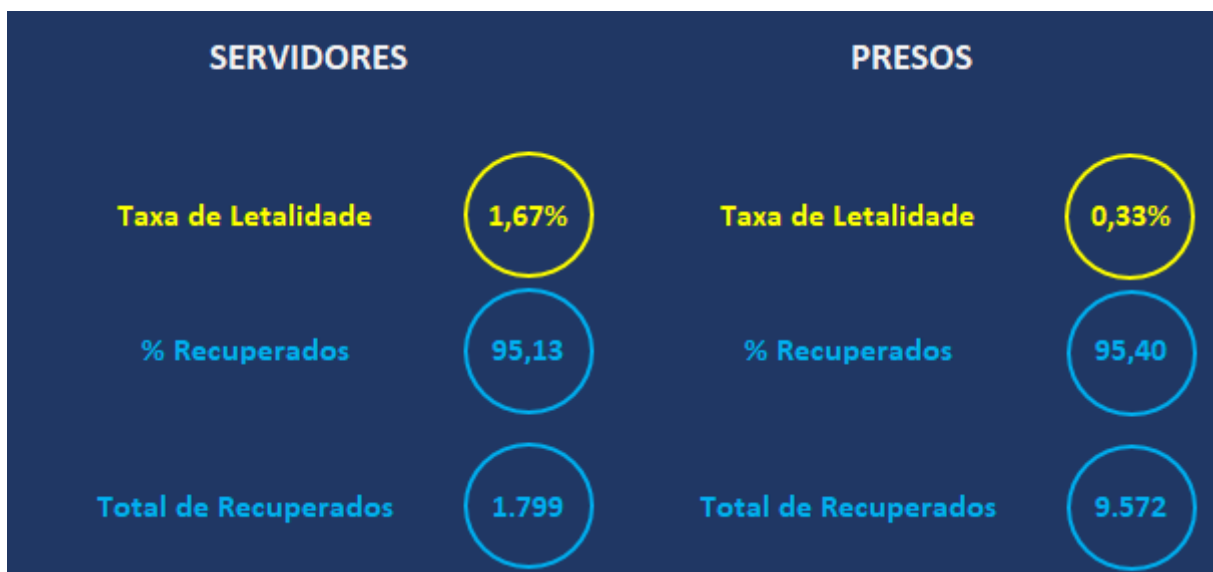 SERVIDORES
PRESOS
Taxa de Letalidade 1,67%
Taxa de Letalidade 0,33%
% Recuperados 95,13
% Recuperados 95,40
Total de Recuperados 1.799
Total de Recuperados 9.572